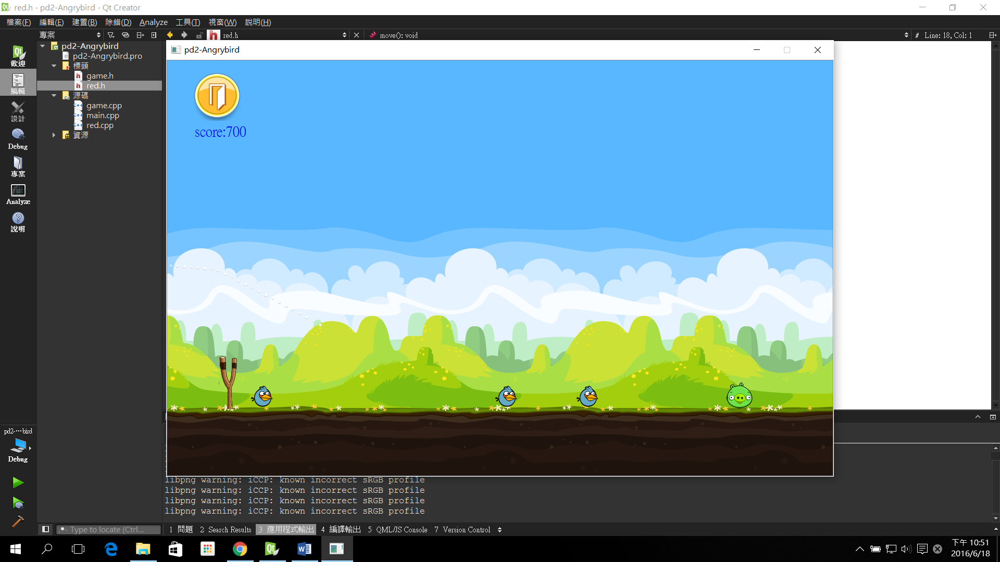 red.h - pd2-Angrybird - Qt Creator
檔案(F) 編輯(E) 建置(B) 除錯(D) Analyze 工具(T) 視窗(W) 說明(H)
專案 red.h move(): void # Line: 18, Col: 1
pd2-Angrybird
pd2-Angrybird.pro
標頭
game.h
red.h
源碼
game.cpp
main.cpp
red.cpp
資源
歡迎
編輯
設計
Debug
專案
Analyze
說明
pd2-Angrybird
score:700
pd2-···bird
Debug
libpng warning: iCCP: known incorrect sRGB profile
libpng warning: iCCP: known incorrect sRGB profile
libpng warning: iCCP: known incorrect sRGB profile
libpng warning: iCCP: known incorrect sRGB profile
Type to locate (Ctrl... 1 問題 2 Search Results 3 應用程式輸出 4 編譯輸出 5 QML/JS Console 7 Version Control
下午 10:51
2016/6/18